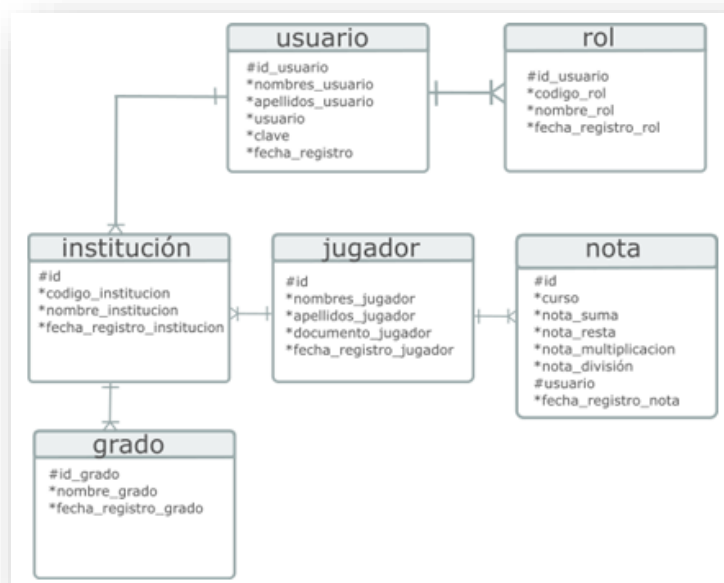 usuario
#id_usuario
*nombres_usuario
*apellidos_usuario
*usuario
*clave
*fecha_registro
rol
#id_usuario
*codigo_rol
*nombre_rol
*fecha_registro_rol
institución
#id
*codigo_institucion
*nombre_institucion
*fecha_registro_institucion
jugador
#id
*nombres_jugador
*apellidos_jugador
*documento_jugador
*fecha_registro_jugador
nota
#id
*curso
*nota_suma
*nota_resta
*nota_multiplicacion
*nota_división
#usuario
*fecha_registro_nota
grado
#id_grado
*nombre_grado
*fecha_registro_grado